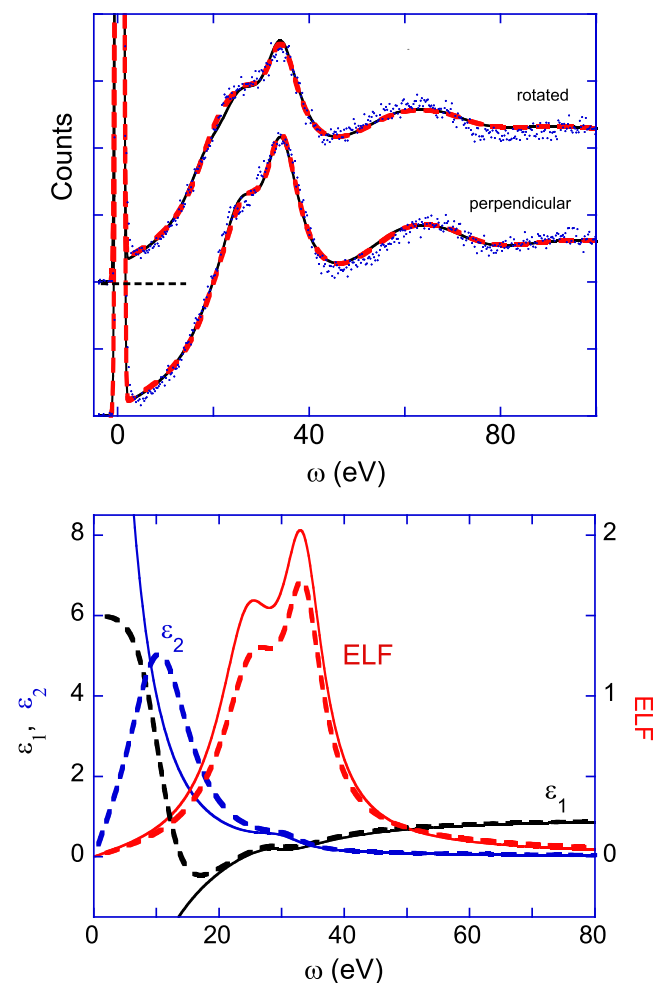 Counts
rotated
perpendicular
0
40
80
ω (eV)
8
6
4
2
0
ε₁, ε₂
ε₂
ELF
ε₁
2
1
0
ELF
0
20
40
60
80
ω (eV)